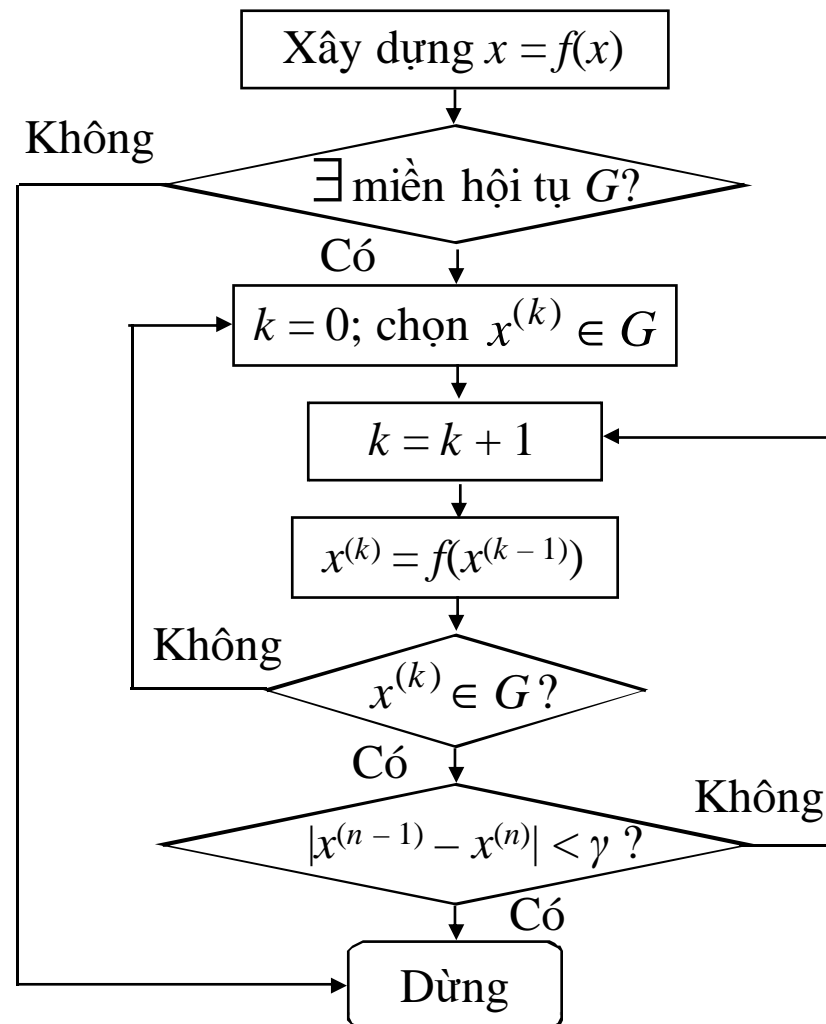 Xây dựng x = f(x)
Không
∃ miền hội tụ G?
Có
k = 0; chọn x^(k) ∈ G
k = k + 1
x^(k) = f(x^(k – 1))
Không
x^(k) ∈ G ?
Có
Không
|x^(n – 1) – x^(n)| < γ ?
Có
Dừng